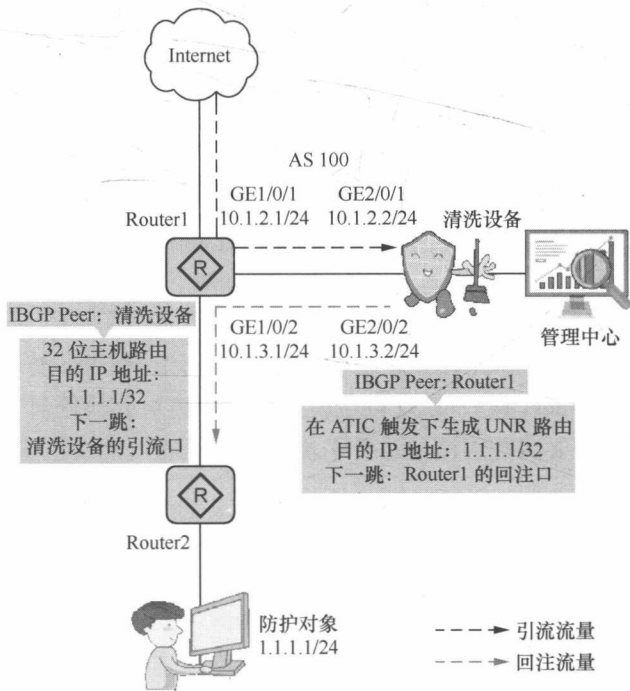 Internet
AS 100
GE1/0/1
10.1.2.1/24
GE2/0/1
10.1.2.2/24
清洗设备
Router1
R
管理中心
IBGP Peer：清洗设备
32 位主机路由
目的 IP 地址：
1.1.1.1/32
下一跳：
清洗设备的引流口
GE1/0/2
10.1.3.1/24
GE2/0/2
10.1.3.2/24
IBGP Peer: Router1
在 ATIC 触发下生成 UNR 路由
目的 IP 地址：1.1.1.1/32
下一跳：Router1 的回注口
R
Router2
防护对象
1.1.1.1/24
引流流量
回注流量